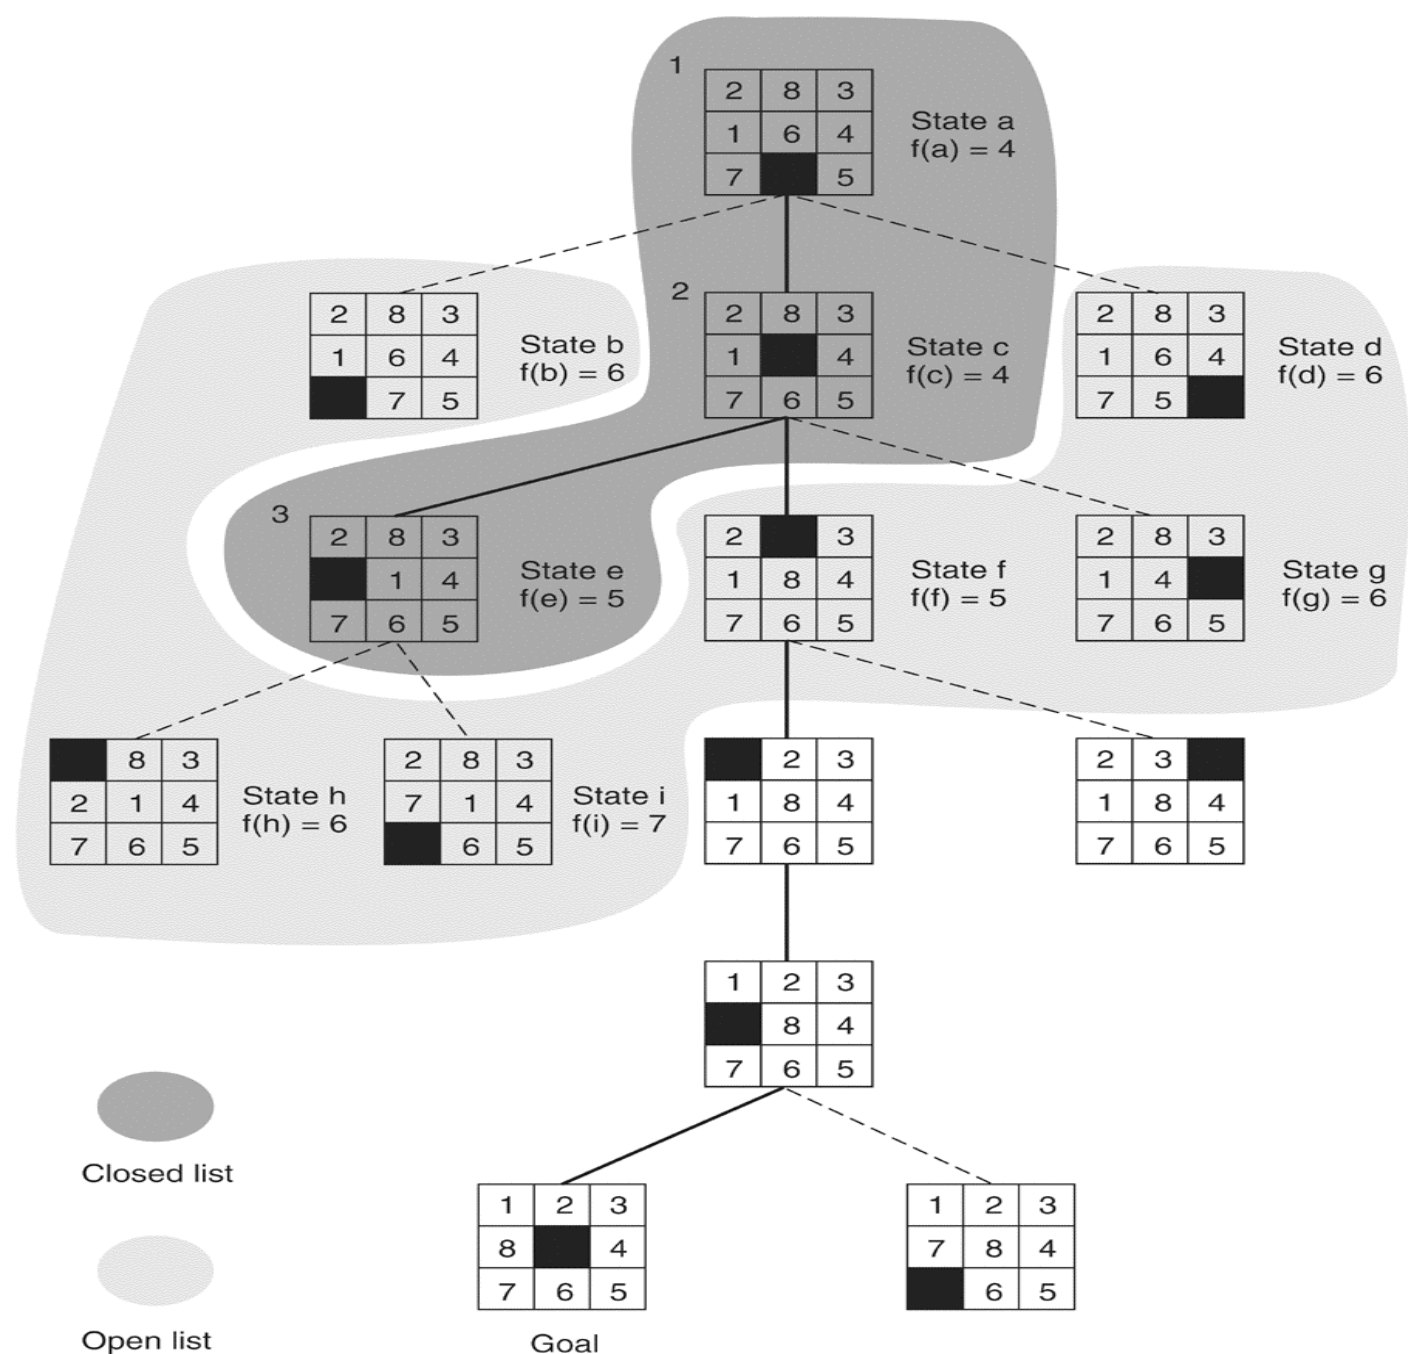 1
2 8 3
1 6 4
7 5
State a
f(a) = 4
2 8 3
1 6 4
7 5
State b
f(b) = 6
2
2 8 3
1 4
7 6 5
State c
f(c) = 4
2 8 3
1 6 4
7 5
State d
f(d) = 6
3
2 8 3
1 4
7 6 5
State e
f(e) = 5
2 3
1 8 4
7 6 5
State f
f(f) = 5
2 8 3
1 4
7 6 5
State g
f(g) = 6
8 3
2 1 4
7 6 5
State h
f(h) = 6
2 8 3
7 1 4
6 5
State i
f(i) = 7
2 3
1 8 4
7 6 5
2 3
1 8 4
7 6 5
1 2 3
8 4
7 6 5
1 2 3
8 4
7 6 5
Goal
1 2 3
7 8 4
6 5
Closed list
Open list